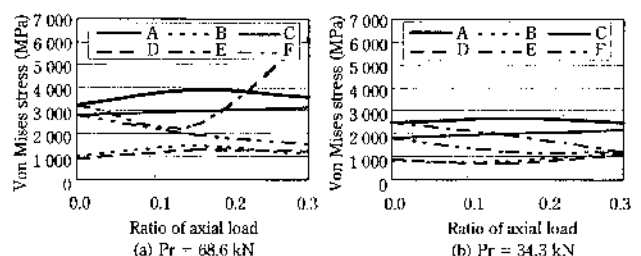 Von Mises stress (MPa)
7 000
6 000
5 000
4 000
3 000
2 000
1 000
0
A B C
D E F
0.0 0.1 0.2 0.3
Ratio of axial load
(a) Pr = 68.6 kN
Von Mises stress (MPa)
7 000
6 000
5 000
4 000
3 000
2 000
1 000
0
A B C
D E F
0.0 0.1 0.2 0.3
Ratio of axial load
(b) Pr = 34.3 kN